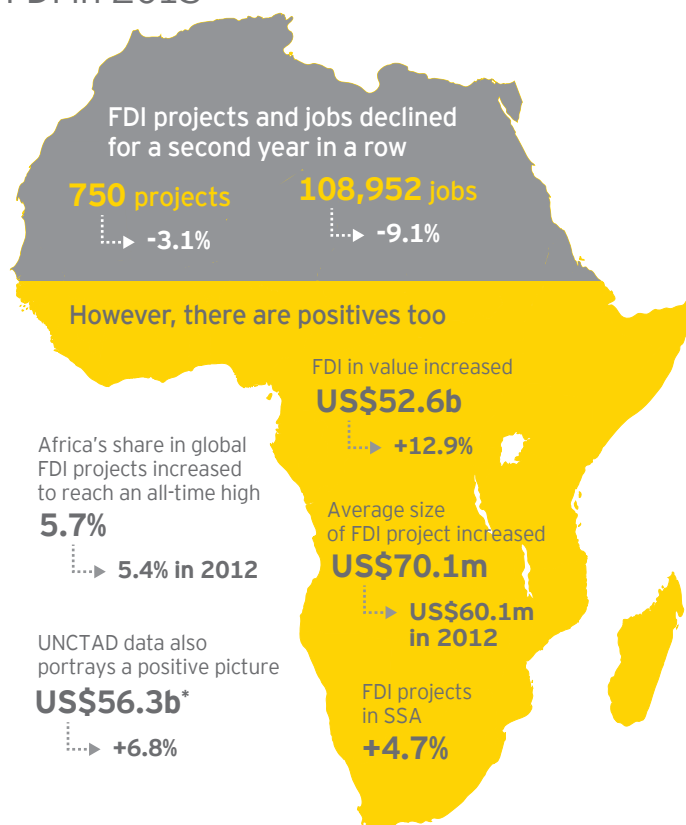 FDI in 2013
FDI projects and jobs declined
for a second year in a row
750 projects
-3.1%
108,952 jobs
-9.1%
However, there are positives too
FDI in value increased
US$52.6b
+12.9%
Africa's share in global
FDI projects increased
to reach an all-time high
5.7%
5.4% in 2012
Average size
of FDI project increased
US$70.1m
US$60.1m
in 2012
UNCTAD data also
portrays a positive picture
US$56.3b*
+6.8%
FDI projects
in SSA
+4.7%